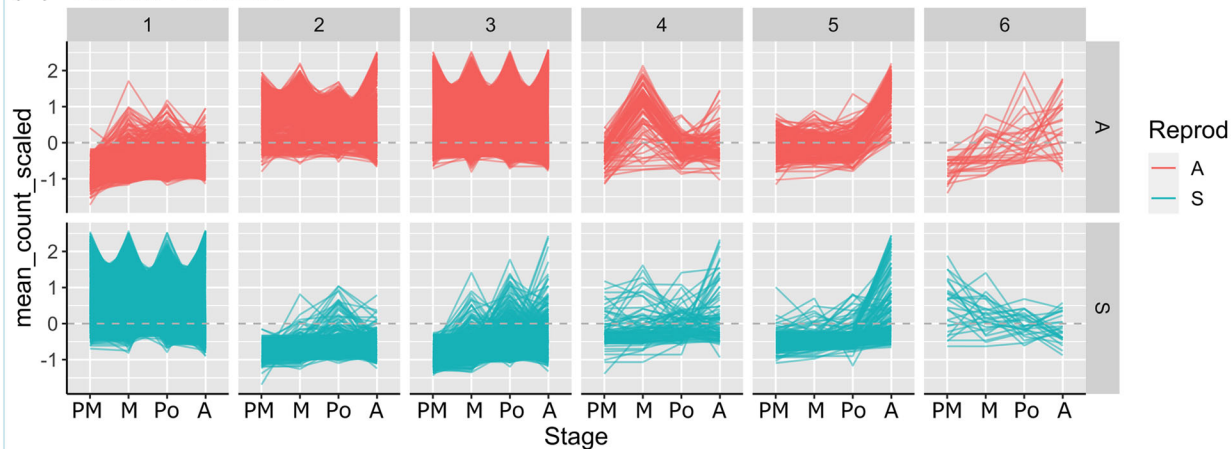 1 2 3 4 5 6
2
1
0
-1
A
2
1
0
-1
S
mean_count_scaled
PM M Po A PM M Po A PM M Po A PM M Po A PM M Po A PM M Po A
Stage
Reprod
A
S